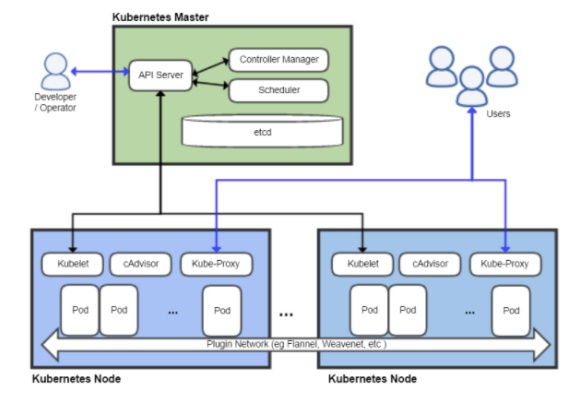 Kubernetes Master
API Server
Controller Manager
Scheduler
etcd
Developer
/ Operator
Users
Kubelet
cAdvisor
Kube-Proxy
Pod
Pod
...
Pod
...
Kubelet
cAdvisor
Kube-Proxy
Pod
Pod
...
Pod
Plugin Network (eg Flannel, Weavenet, etc )
Kubernetes Node
Kubernetes Node